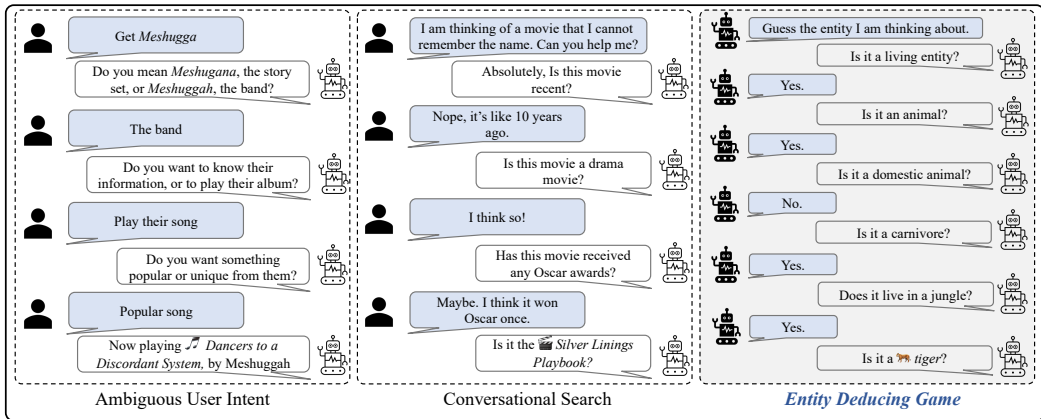 Get Meshugga
Do you mean Meshugana, the story
set, or Meshuggah, the band?
The band
Do you want to know their
information, or to play their album?
Play their song
Do you want something
popular or unique from them?
Popular song
Now playing 🎵 Dancers to a
Discordant System, by Meshuggah
Ambiguous User Intent
I am thinking of a movie that I cannot
remember the name. Can you help me?
Absolutely, Is this movie
recent?
Nope, it's like 10 years
ago.
Is this movie a drama
movie?
I think so!
Has this movie received
any Oscar awards?
Maybe. I think it won
Oscar once.
Is it the 🎬 Silver Linings
Playbook?
Conversational Search
Guess the entity I am thinking about.
Is it a living entity?
Yes.
Is it an animal?
Yes.
Is it a domestic animal?
No.
Is it a carnivore?
Yes.
Does it live in a jungle?
Yes.
Is it a 🐅 tiger?
Entity Deducing Game